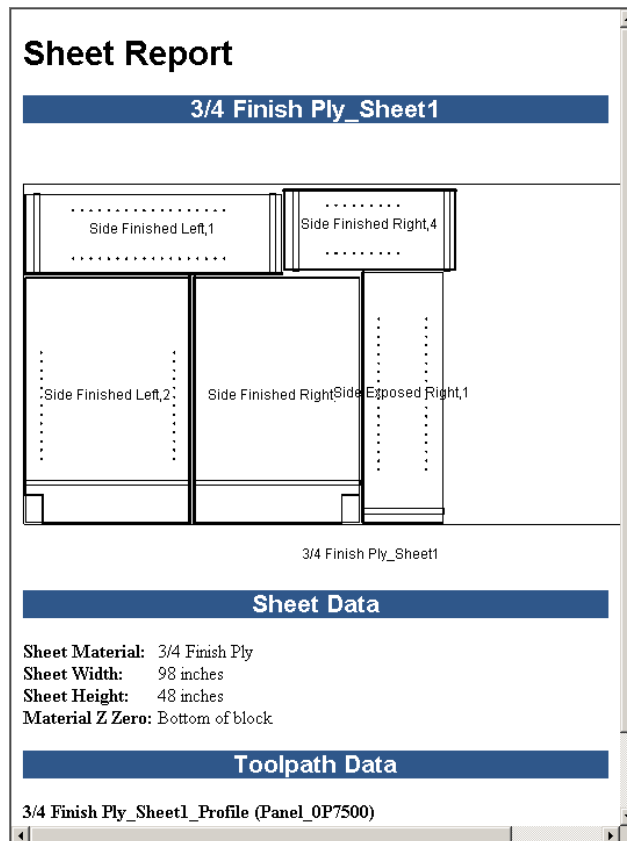 Sheet Report
3/4 Finish Ply_Sheet1
Side Finished Left,1
Side Finished Right,4
Side Finished Left,2
Side Finished Right,
Side Exposed Right,1
3/4 Finish Ply_Sheet1
Sheet Data
Sheet Material: 3/4 Finish Ply
Sheet Width: 98 inches
Sheet Height: 48 inches
Material Z Zero: Bottom of block
Toolpath Data
3/4 Finish Ply_Sheet1_Profile (Panel_0P7500)